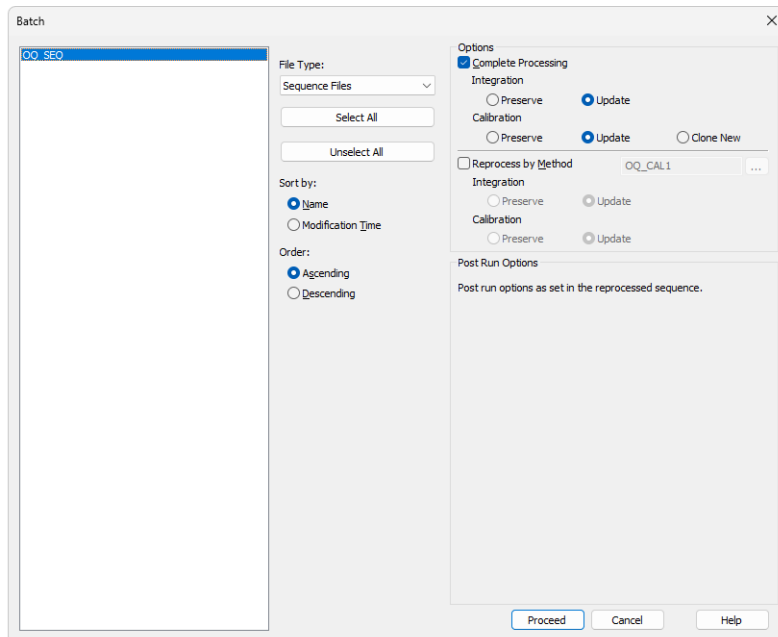 Batch
OQ_SEQ
File Type:
Sequence Files
Select All
Unselect All
Sort by:
Name
Modification Time
Order:
Ascending
Descending
Options
Complete Processing
Integration
Preserve Update
Calibration
Preserve Update Clone New
Reprocess by Method OQ_CAL1 ...
Integration
Preserve Update
Calibration
Preserve Update
Post Run Options
Post run options as set in the reprocessed sequence.
Proceed Cancel Help